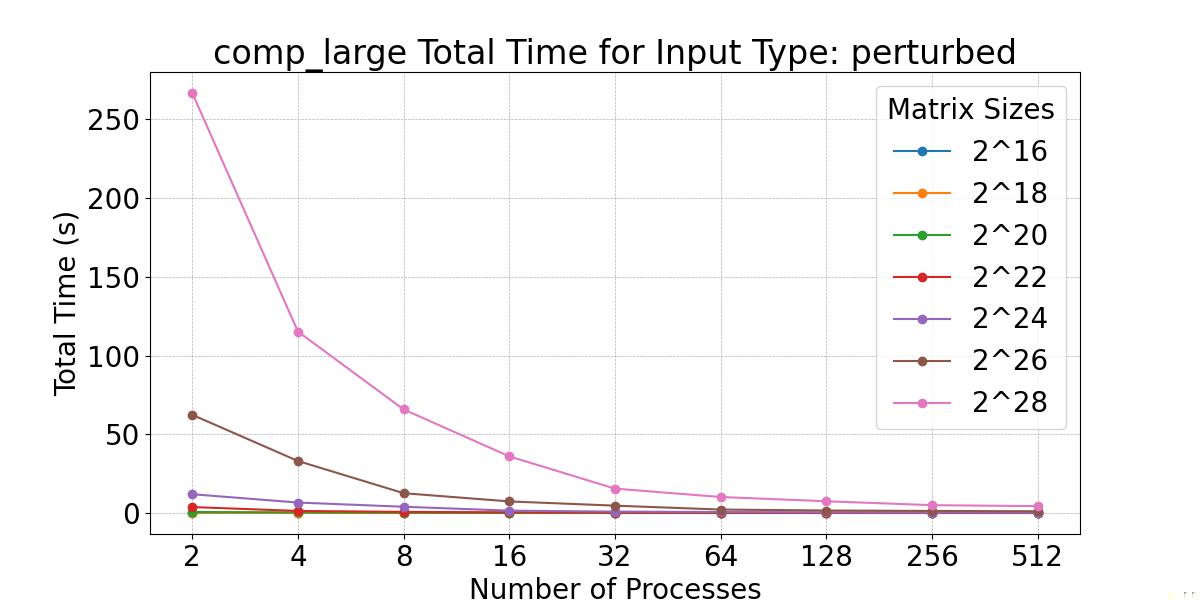 comp_large Total Time for Input Type: perturbed
Total Time (s)
250
200
150
100
50
0
Matrix Sizes
2^16
2^18
2^20
2^22
2^24
2^26
2^28
2 4 8 16 32 64 128 256 512
Number of Processes